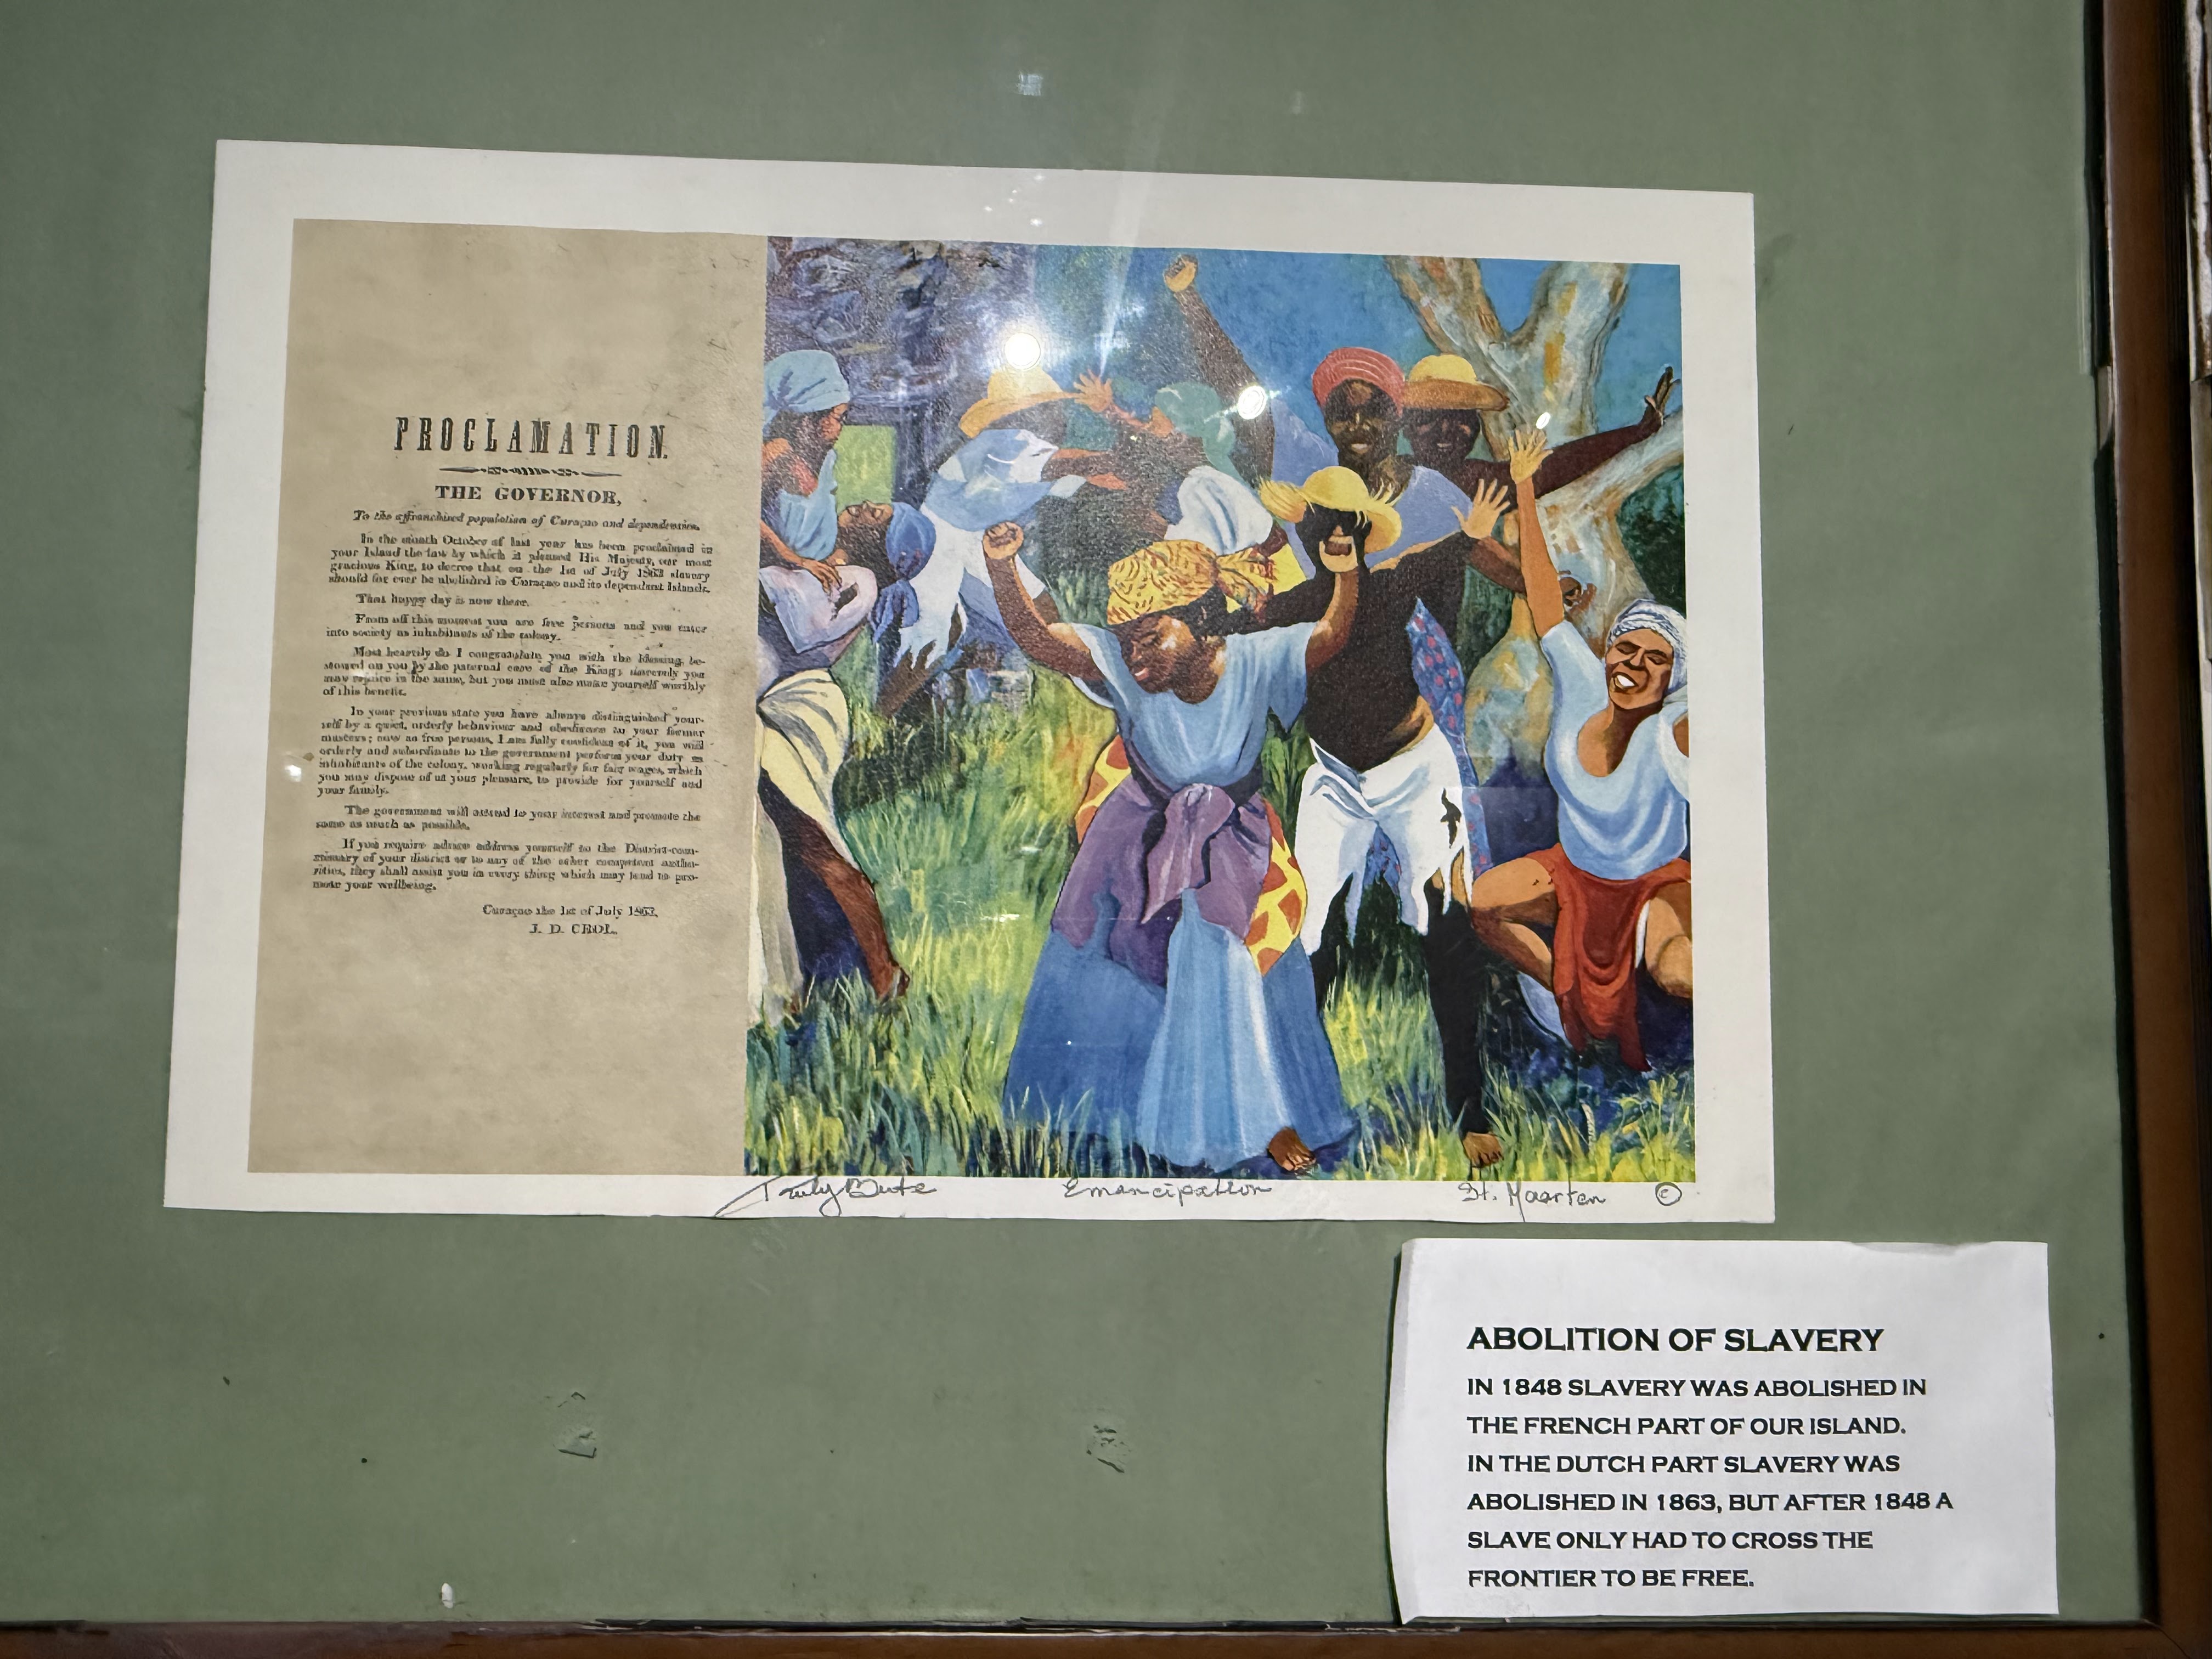 PROCLAMATION.
THE GOVERNOR,
To the affranchised population of Curaçao and dependencies.
In the month October of last year has been proclaimed in
your Island the law by which it pleased His Majesty, our most
gracious King, to decree that on the 1st of July 1863 slavery
should for ever be abolished in Curaçao and its dependent Islands.
That happy day is now there.
From off this moment you are free persons and you enter
into society as inhabitants of the colony.
Most heartily do I congratulate you with the blessing be-
stowed on you by the paternal care of the King; sincerely you
may rejoice in the same, but you must also make yourself worthy
of this benefit.
In your previous state you have always distinguished your-
self by a quiet, orderly behaviour and obedience to your former
masters; now as free persons, I am fully confident of it, you will
orderly and subordinate to the government perform your duty as
inhabitants of the colony, working regularly for fair wages, which
you may dispose of at your pleasure, to provide for yourself and
your family.
The government will attend to your interest and promote the
same as much as possible.
If you require advice address yourself to the District-com-
missary of your district or to any of the other competent autho-
rities, they shall assist you in every thing which may tend to pro-
mote your wellbeing.
Curaçao the 1st of July 1863.
J. D. CROL.
Emancipation
St. Maarten ©
ABOLITION OF SLAVERY
IN 1848 SLAVERY WAS ABOLISHED IN
THE FRENCH PART OF OUR ISLAND.
IN THE DUTCH PART SLAVERY WAS
ABOLISHED IN 1863, BUT AFTER 1848 A
SLAVE ONLY HAD TO CROSS THE
FRONTIER TO BE FREE.